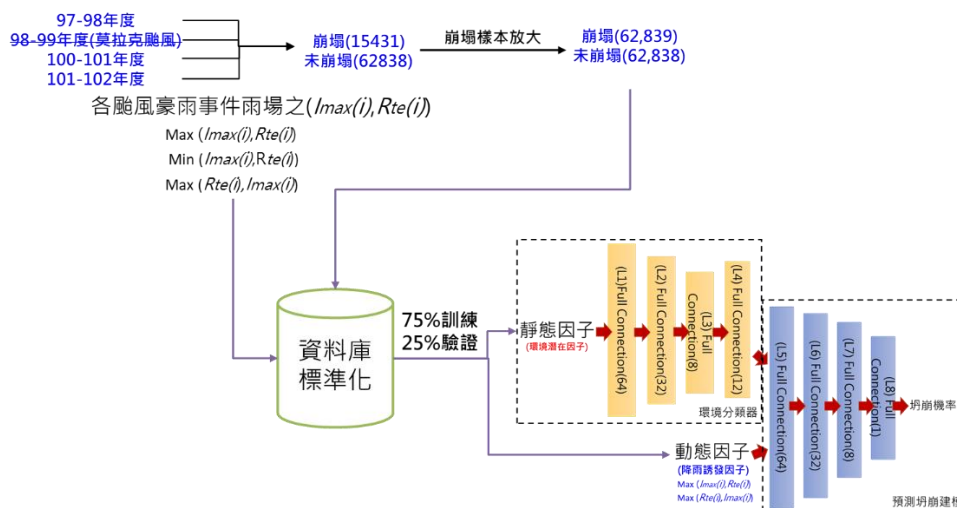 97-98年度
98-99年度(莫拉克颱風)
100-101年度
101-102年度
崩塌(15431)
未崩塌(62838)
崩塌樣本放大
崩塌(62,839)
未崩塌(62,838)
各颱風豪雨事件雨場之(Imax(i),Rte(i))
Max (Imax(i),Rte(i))
Min (Imax(i),Rte(i))
Max (Rte(i),Imax(i))
資料庫
標準化
75%訓練
25%驗證
靜態因子
(環境潛在因子)
(L1)Full Connection(64)
(L2) Full Connection(32)
(L3) Full
Connection(8)
(L4) Full Connection(12)
環境分類器
動態因子
(降雨誘發因子)
Max (Imax(i),Rte(i))
Max (Rte(i),Imax(i))
(L5) Full Connection(64)
(L6) Full Connection(32)
(L7) Full Connection(8)
(L8) Full
Connection(1)
坍崩機率
預測坍崩建模